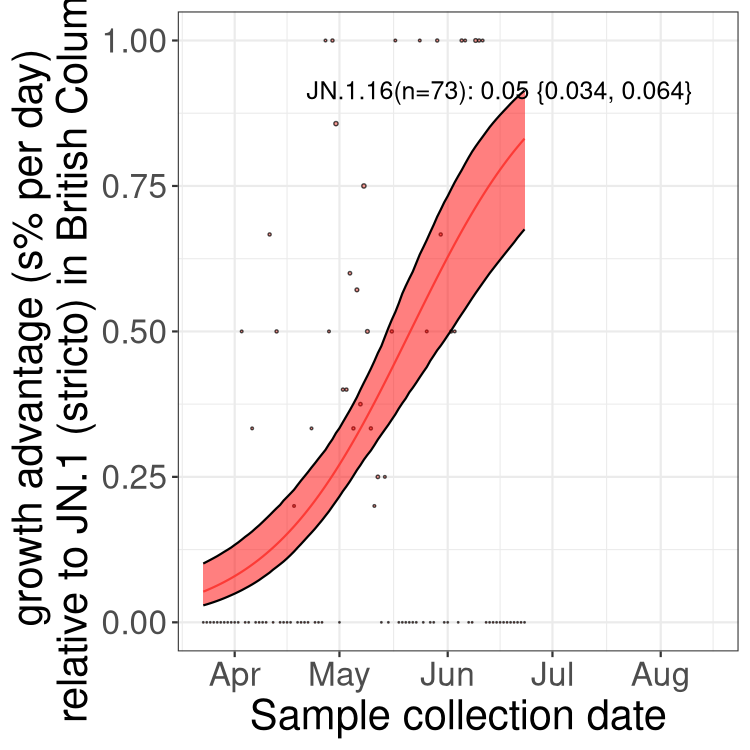 growth advantage (s% per day)
relative to JN.1 (stricto) in British Colum
1.00
0.75
0.50
0.25
0.00
JN.1.16(n=73): 0.05 {0.034, 0.064}
Apr May Jun Jul Aug
Sample collection date